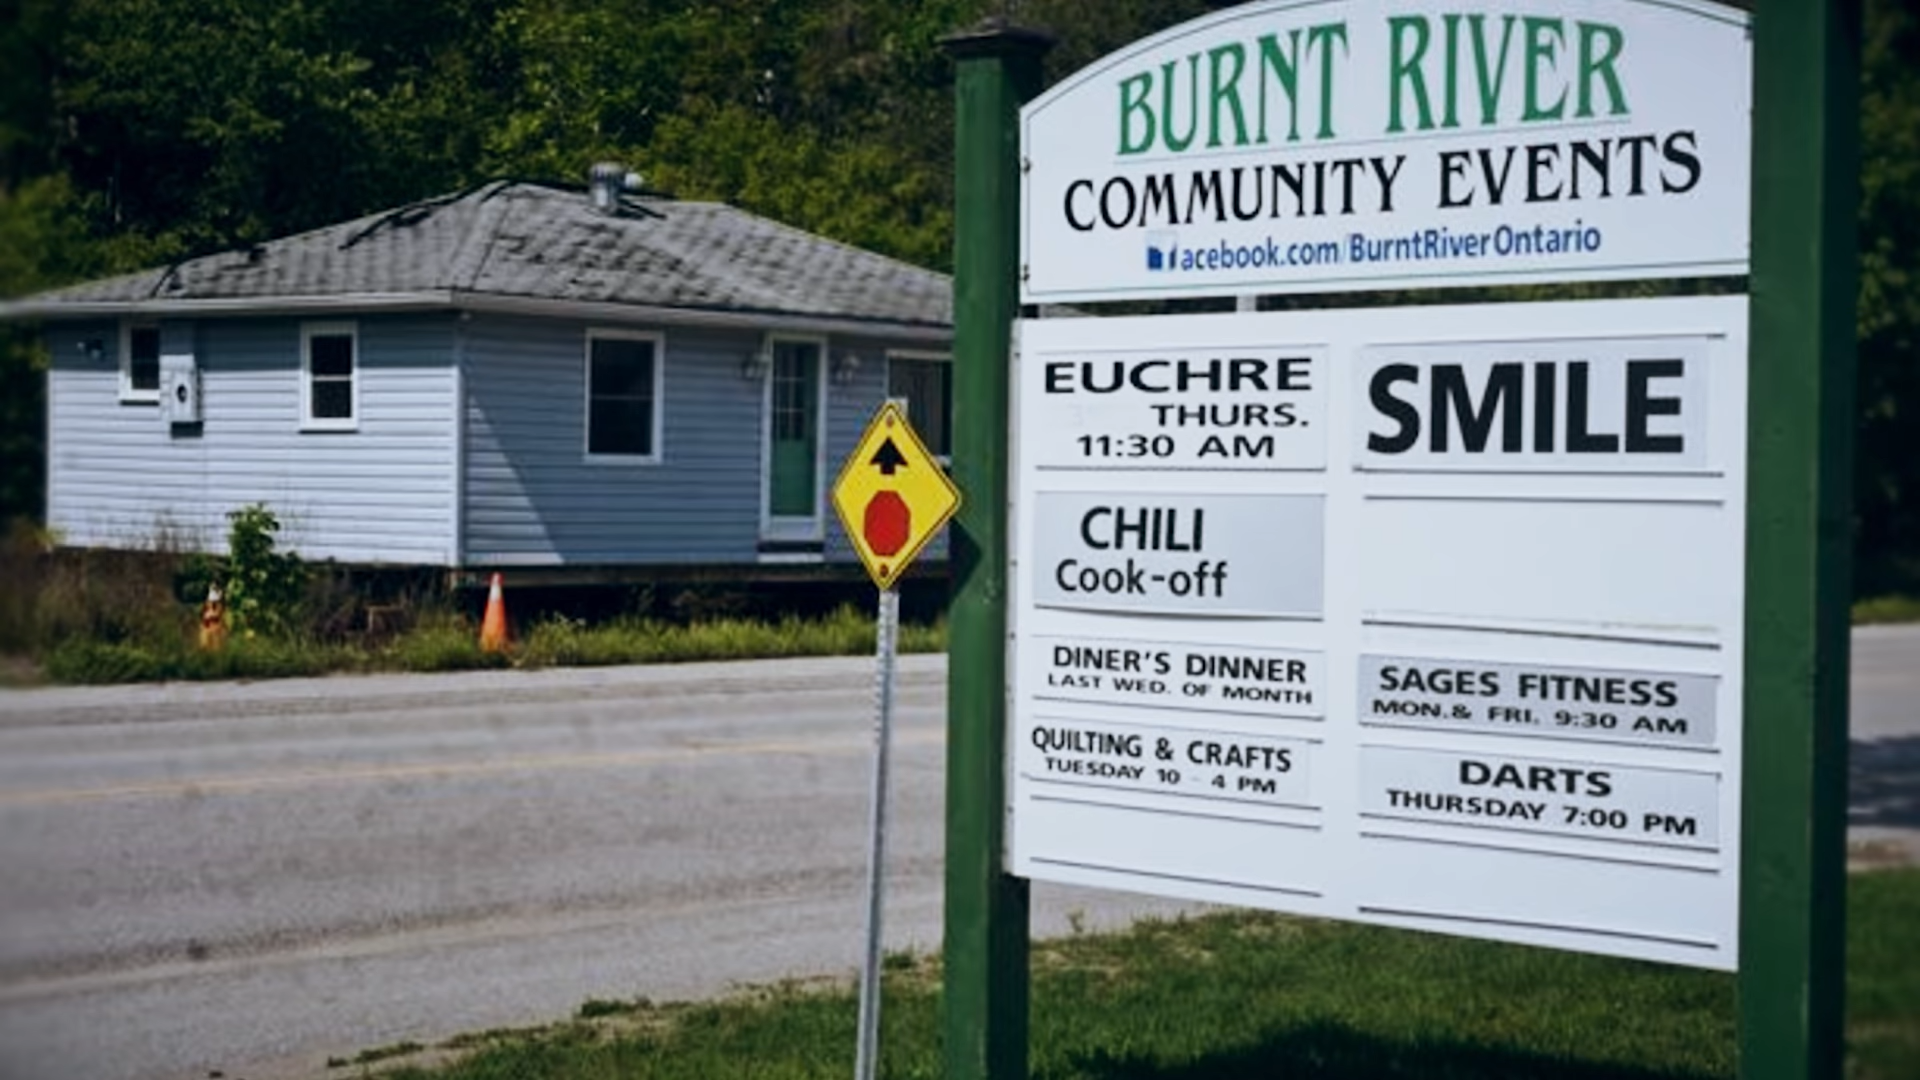 BURNT RIVER
COMMUNITY EVENTS
facebook.com/BurntRiverOntario
EUCHRE
THURS.
11:30 AM
SMILE
CHILI
Cook-off
DINER'S DINNER
LAST WED. OF MONTH
SAGES FITNESS
MON.& FRI. 9:30 AM
QUILTING & CRAFTS
TUESDAY 10 - 4 PM
DARTS
THURSDAY 7:00 PM